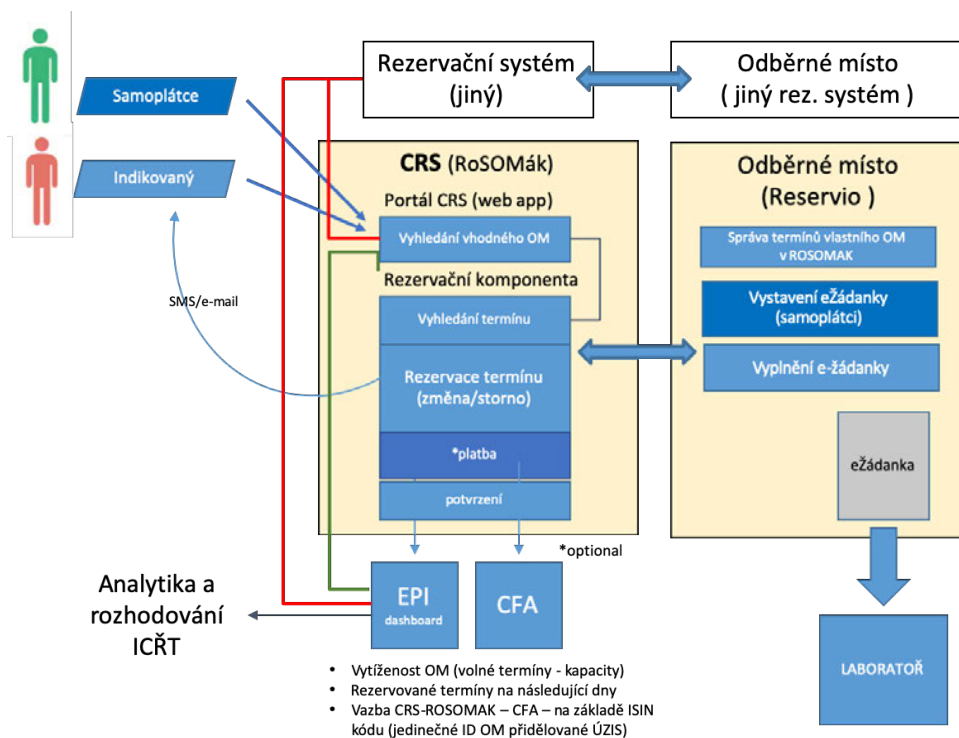 Samoplátce
Indikovaný
SMS/e-mail
Rezervační systém
(jiný)
Odběrné místo
( jiný rez. systém )
CRS (RoSOMák)
Portál CRS (web app)
Vyhledání vhodného OM
Rezervační komponenta
Vyhledání termínu
Rezervace termínu
(změna/storno)
*platba
potvrzení
*optional
Odběrné místo
(Reservio )
Správa termínů vlastního OM
v ROSOMAK
Vystavení eŽádanky
(samoplátci)
Vyplnění e-žádanky
eŽádanka
LABORATOŘ
Analytika a
rozhodování
ICŘT
EPI
dashboard
CFA
• Vytíženost OM (volné termíny - kapacity)
• Rezervované termíny na následující dny
• Vazba CRS-ROSOMAK – CFA – na základě ISIN
kódu (jedinečné ID OM přidělované ÚZIS)